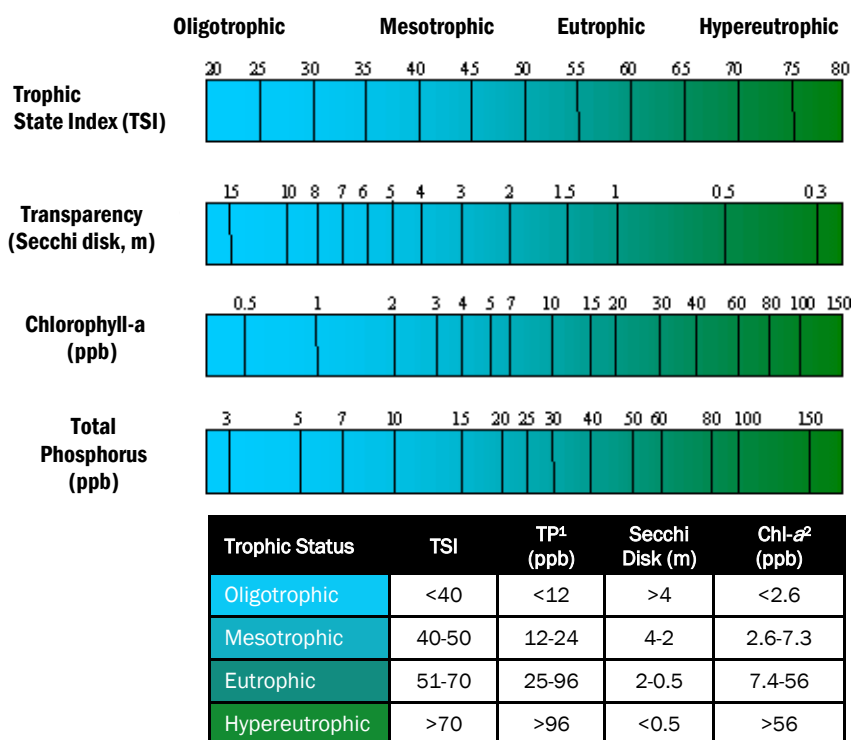 Oligotrophic Mesotrophic Eutrophic Hypereutrophic
20 25 30 35 40 45 50 55 60 65 70 75 80
Trophic
State Index (TSI)
15 10 8 7 6 5 4 3 2 1.5 1 0.5 0.3
Transparency
(Secchi disk, m)
0.5 1 2 3 4 5 7 10 15 20 30 40 60 80 100 150
Chlorophyll-a
(ppb)
3 5 7 10 15 20 25 30 40 50 60 80 100 150
Total
Phosphorus
(ppb)
Trophic Status TSI TP¹ (ppb) Secchi Disk (m) Chl-a² (ppb)
Oligotrophic <40 <12 >4 <2.6
Mesotrophic 40-50 12-24 4-2 2.6-7.3
Eutrophic 51-70 25-96 2-0.5 7.4-56
Hypereutrophic >70 >96 <0.5 >56